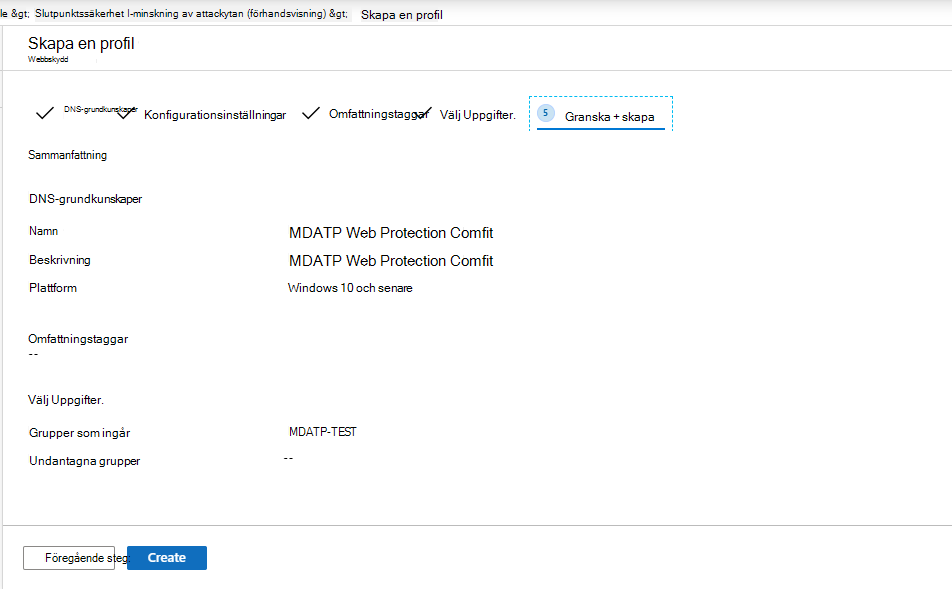 le &gt; Slutpunktssäkerhet I-minskning av attackytan (förhandsvisning) &gt; Skapa en profil
Skapa en profil
Webbskydd
DNS-grundkunskaper Konfigurationsinställningar Omfattningstaggar Välj Uppgifter. 5 Granska + skapa
Sammanfattning
DNS-grundkunskaper
Namn MDATP Web Protection Comfit
Beskrivning MDATP Web Protection Comfit
Plattform Windows 10 och senare
Omfattningstaggar
--
Välj Uppgifter.
Grupper som ingår MDATP-TEST
Undantagna grupper --
Föregående steg: Create